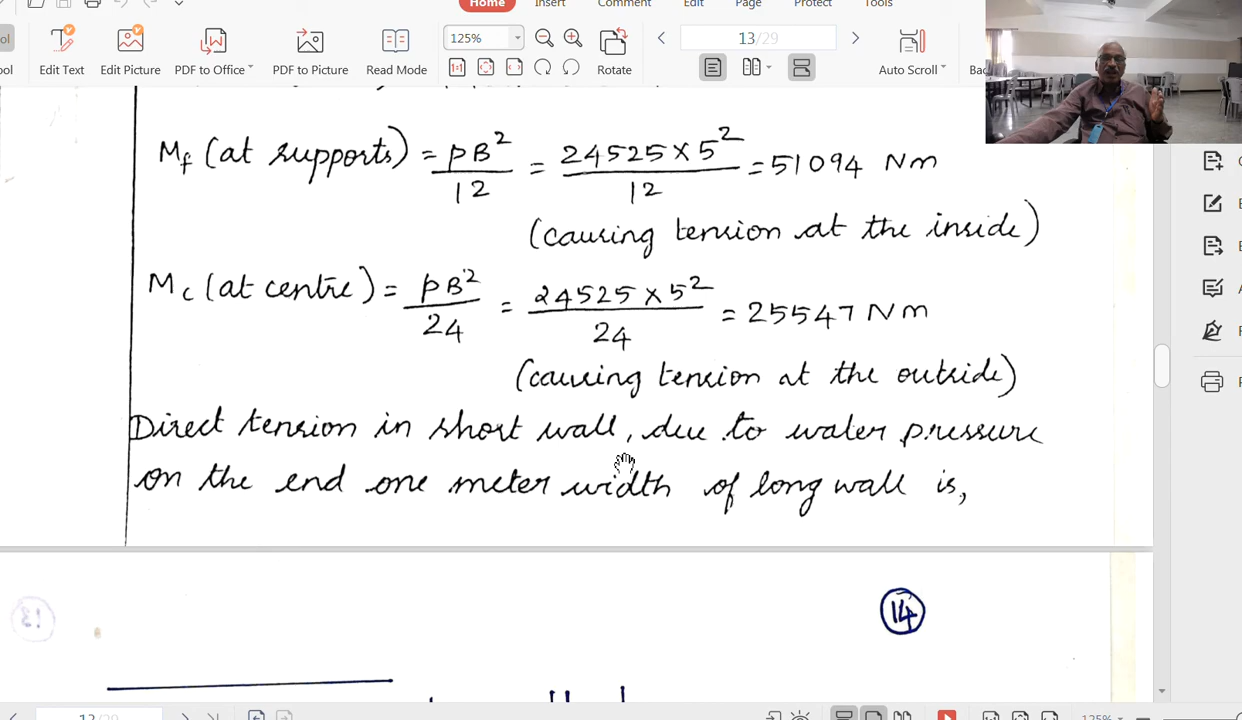 Home Insert Comment Edit Page Protect Tools
125% 13/29
Edit Text Edit Picture PDF to Office PDF to Picture Read Mode Rotate Auto Scroll
Mf (at supports) = pB² / 12 = 24525 × 5² / 12 = 51094 Nm
(causing tension at the inside)
Mc (at centre) = pB² / 24 = 24525 × 5² / 24 = 25547 Nm
(causing tension at the outside)
Direct tension in short wall, due to water pressure
on the end one meter width of long wall is,
14
125%